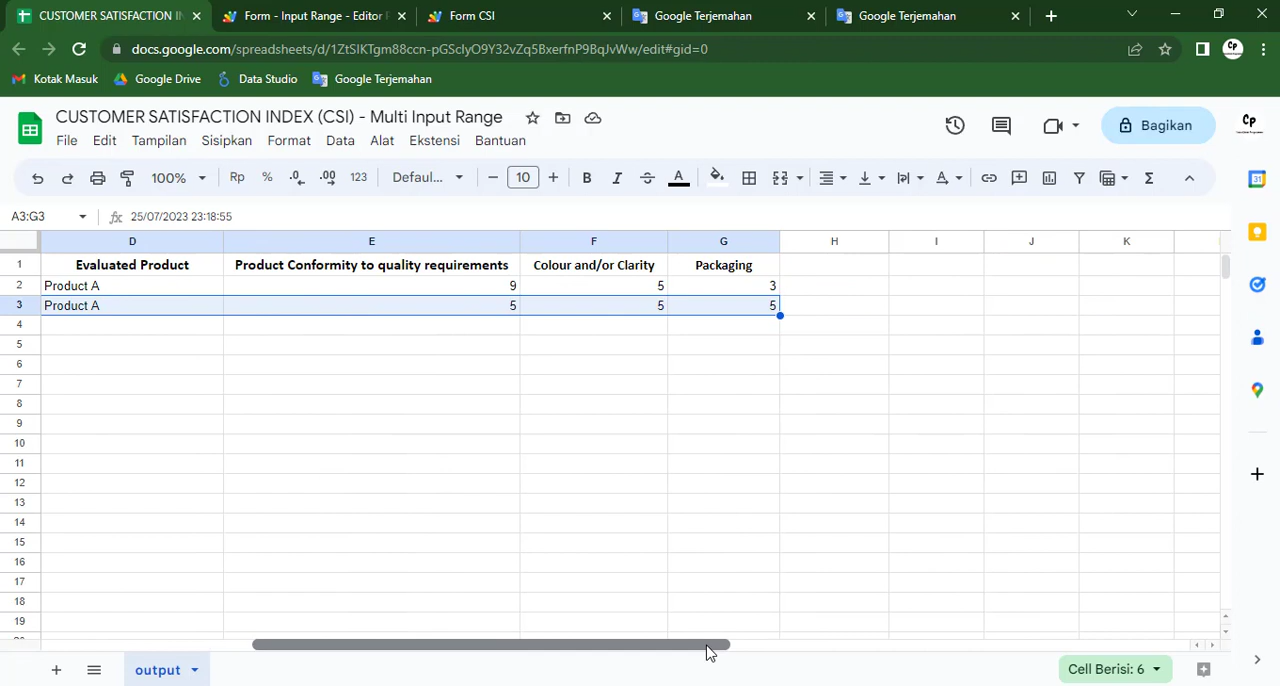 CUSTOMER SATISFACTION IN
Form - Input Range - Editor P
Form CSI
Google Terjemahan
Google Terjemahan
docs.google.com/spreadsheets/d/1ZtSlKTgm88ccn-pGSclyO9Y32vZq5BxerfnP9BqJvWw/edit#gid=0
Cp
Kotak Masuk
Google Drive
Data Studio
Google Terjemahan
CUSTOMER SATISFACTION INDEX (CSI) - Multi Input Range
File Edit Tampilan Sisipkan Format Data Alat Ekstensi Bantuan
Bagikan
Cp
100% Rp % .0 .00 123 Defaul... − 10 + B I A
A3:G3 fx 25/07/2023 23:18:55
D E F G H I J K
1 Evaluated Product Product Conformity to quality requirements Colour and/or Clarity Packaging
2 Product A 9 5 3
3 Product A 5 5 5
4
5
6
7
8
9
10
11
12
13
14
15
16
17
18
19
output
Cell Berisi: 6